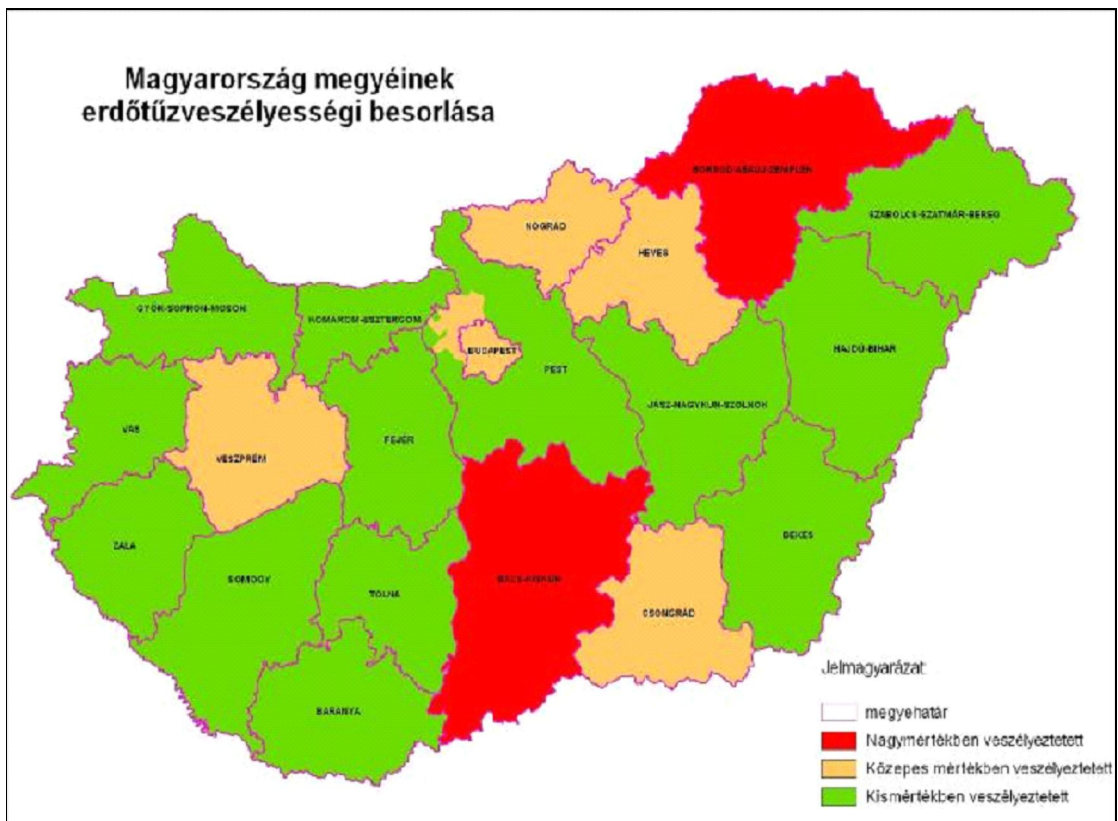 Magyarország megyéinek
erdőtűzveszélyességi besorlása
BORSOD-ABAÚJ-ZEMPLÉN
SZABOLCS-SZATMÁR-BEREG
NÓGRÁD
HEVES
GYŐR-SOPRON-MOSON
KOMÁROM-ESZTERGOM
BUDAPEST
PEST
HAJDÚ-BIHAR
JÁSZ-NAGYKUN-SZOLNOK
VAS
VESZPRÉM
FEJÉR
ZALA
SOMOGY
TOLNA
BÁCS-KISKUN
BÉKÉS
CSONGRÁD
BARANYA
Jelmagyarázat:
megyehatár
Nagymértékben veszélyeztetett
Közepes mértékben veszélyeztetett
Kismértékben veszélyeztetett